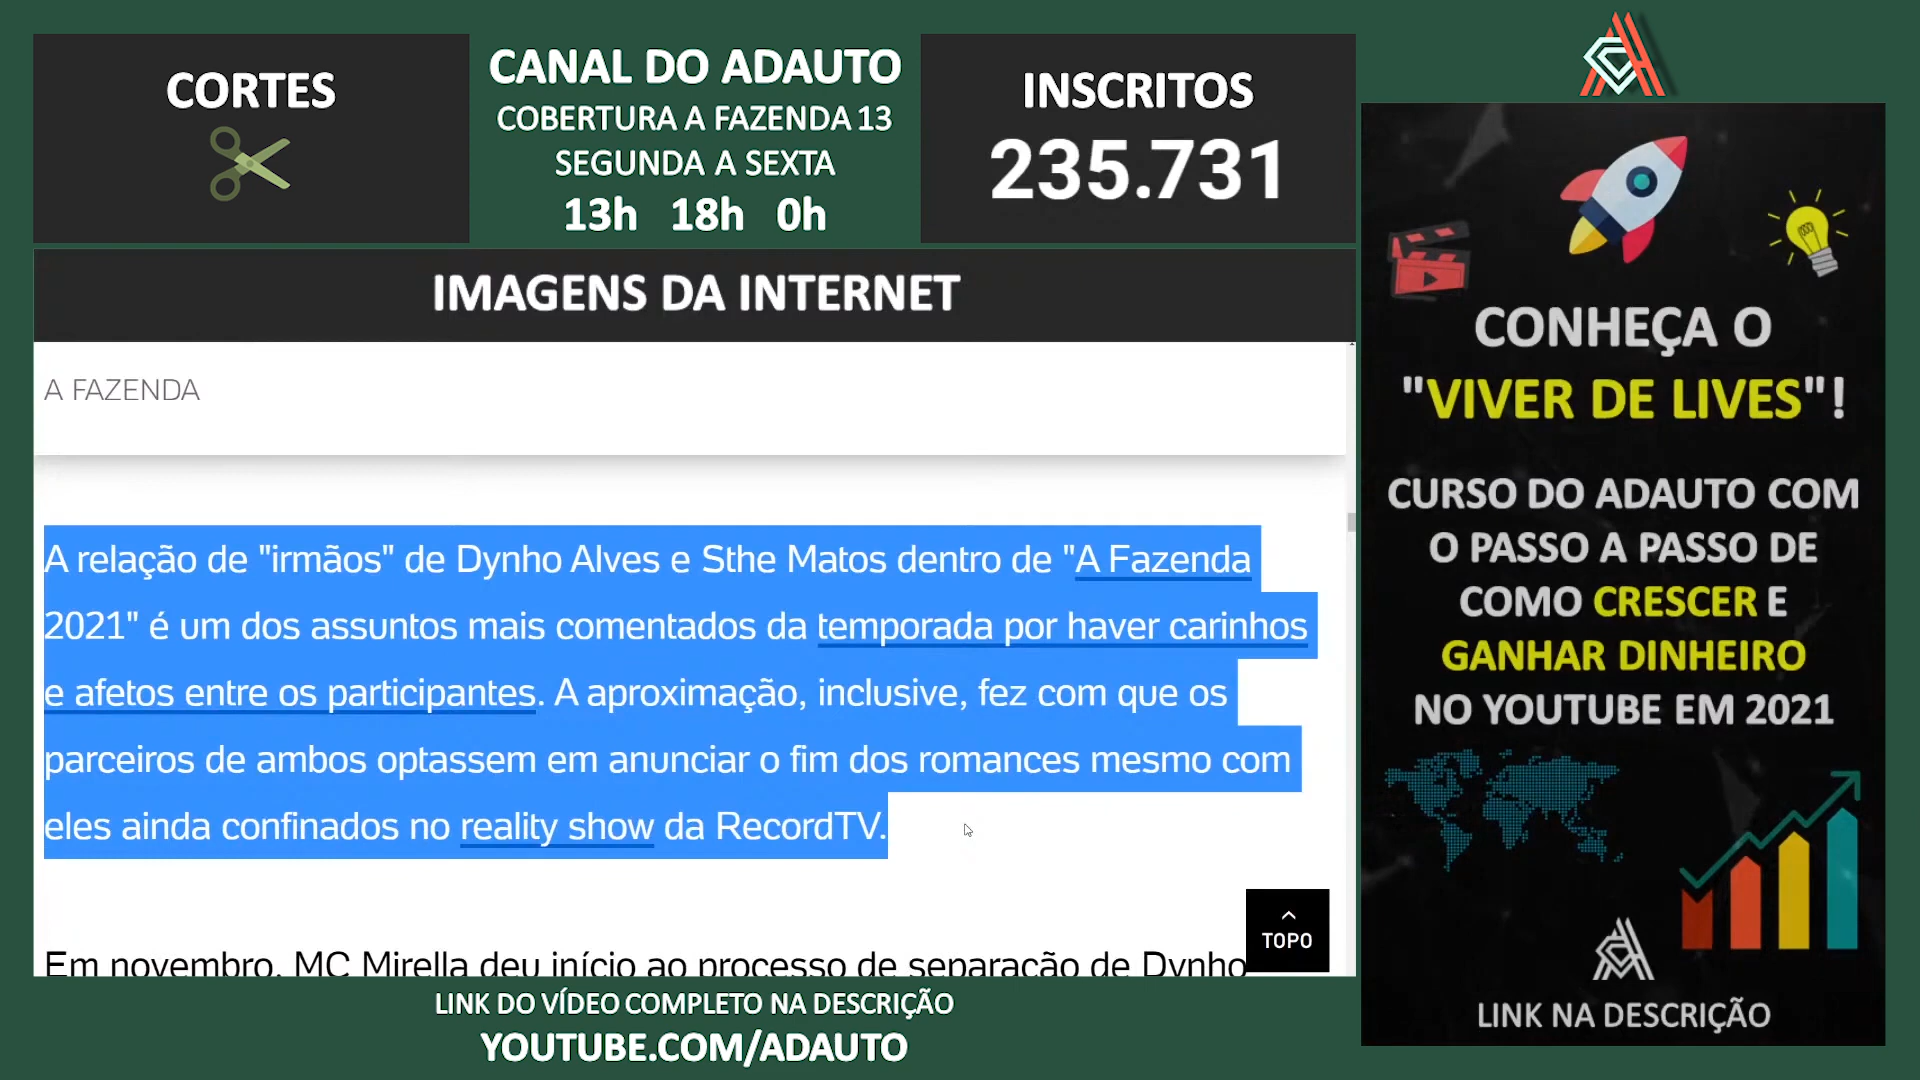 CORTES
CANAL DO ADAUTO
COBERTURA A FAZENDA 13
SEGUNDA A SEXTA
13h 18h 0h
INSCRITOS
235.731
IMAGENS DA INTERNET
A FAZENDA
A relação de "irmãos" de Dynho Alves e Sthe Matos dentro de "A Fazenda
2021" é um dos assuntos mais comentados da temporada por haver carinhos
e afetos entre os participantes. A aproximação, inclusive, fez com que os
parceiros de ambos optassem em anunciar o fim dos romances mesmo com
eles ainda confinados no reality show da RecordTV.
Em novembro, MC Mirella deu início ao processo de separação de Dynho
TOPO
LINK DO VÍDEO COMPLETO NA DESCRIÇÃO
YOUTUBE.COM/ADAUTO
CONHEÇA O
"VIVER DE LIVES"!
CURSO DO ADAUTO COM
O PASSO A PASSO DE
COMO CRESCER E
GANHAR DINHEIRO
NO YOUTUBE EM 2021
LINK NA DESCRIÇÃO